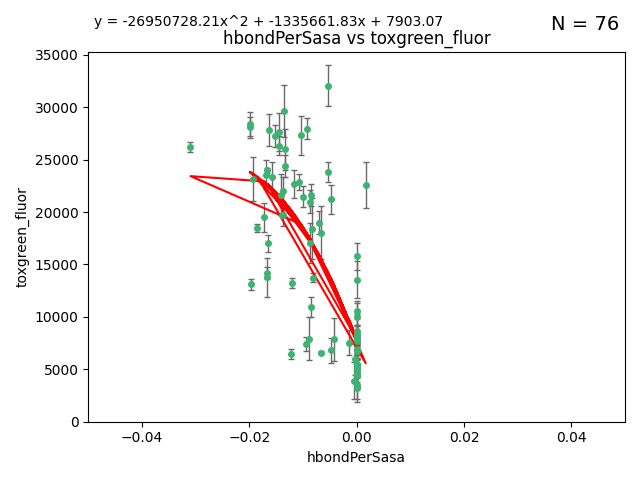 y = -26950728.21x^2 + -1335661.83x + 7903.07
N = 76
hbondPerSasa vs toxgreen_fluor
35000
30000
25000
20000
15000
10000
5000
0
toxgreen_fluor
−0.04
−0.02
0.00
0.02
0.04
hbondPerSasa